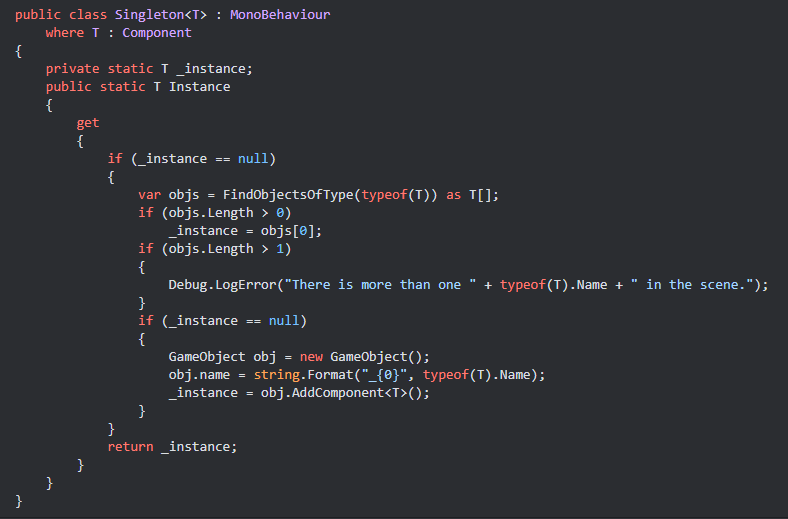 public class Singleton<T> : MonoBehaviour
    where T : Component
{
    private static T _instance;
    public static T Instance
    {
        get
        {
            if (_instance == null)
            {
                var objs = FindObjectsOfType(typeof(T)) as T[];
                if (objs.Length > 0)
                    _instance = objs[0];
                if (objs.Length > 1)
                {
                    Debug.LogError("There is more than one " + typeof(T).Name + " in the scene.");
                }
                if (_instance == null)
                {
                    GameObject obj = new GameObject();
                    obj.name = string.Format("_{0}", typeof(T).Name);
                    _instance = obj.AddComponent<T>();
                }
            }
            return _instance;
        }
    }
}